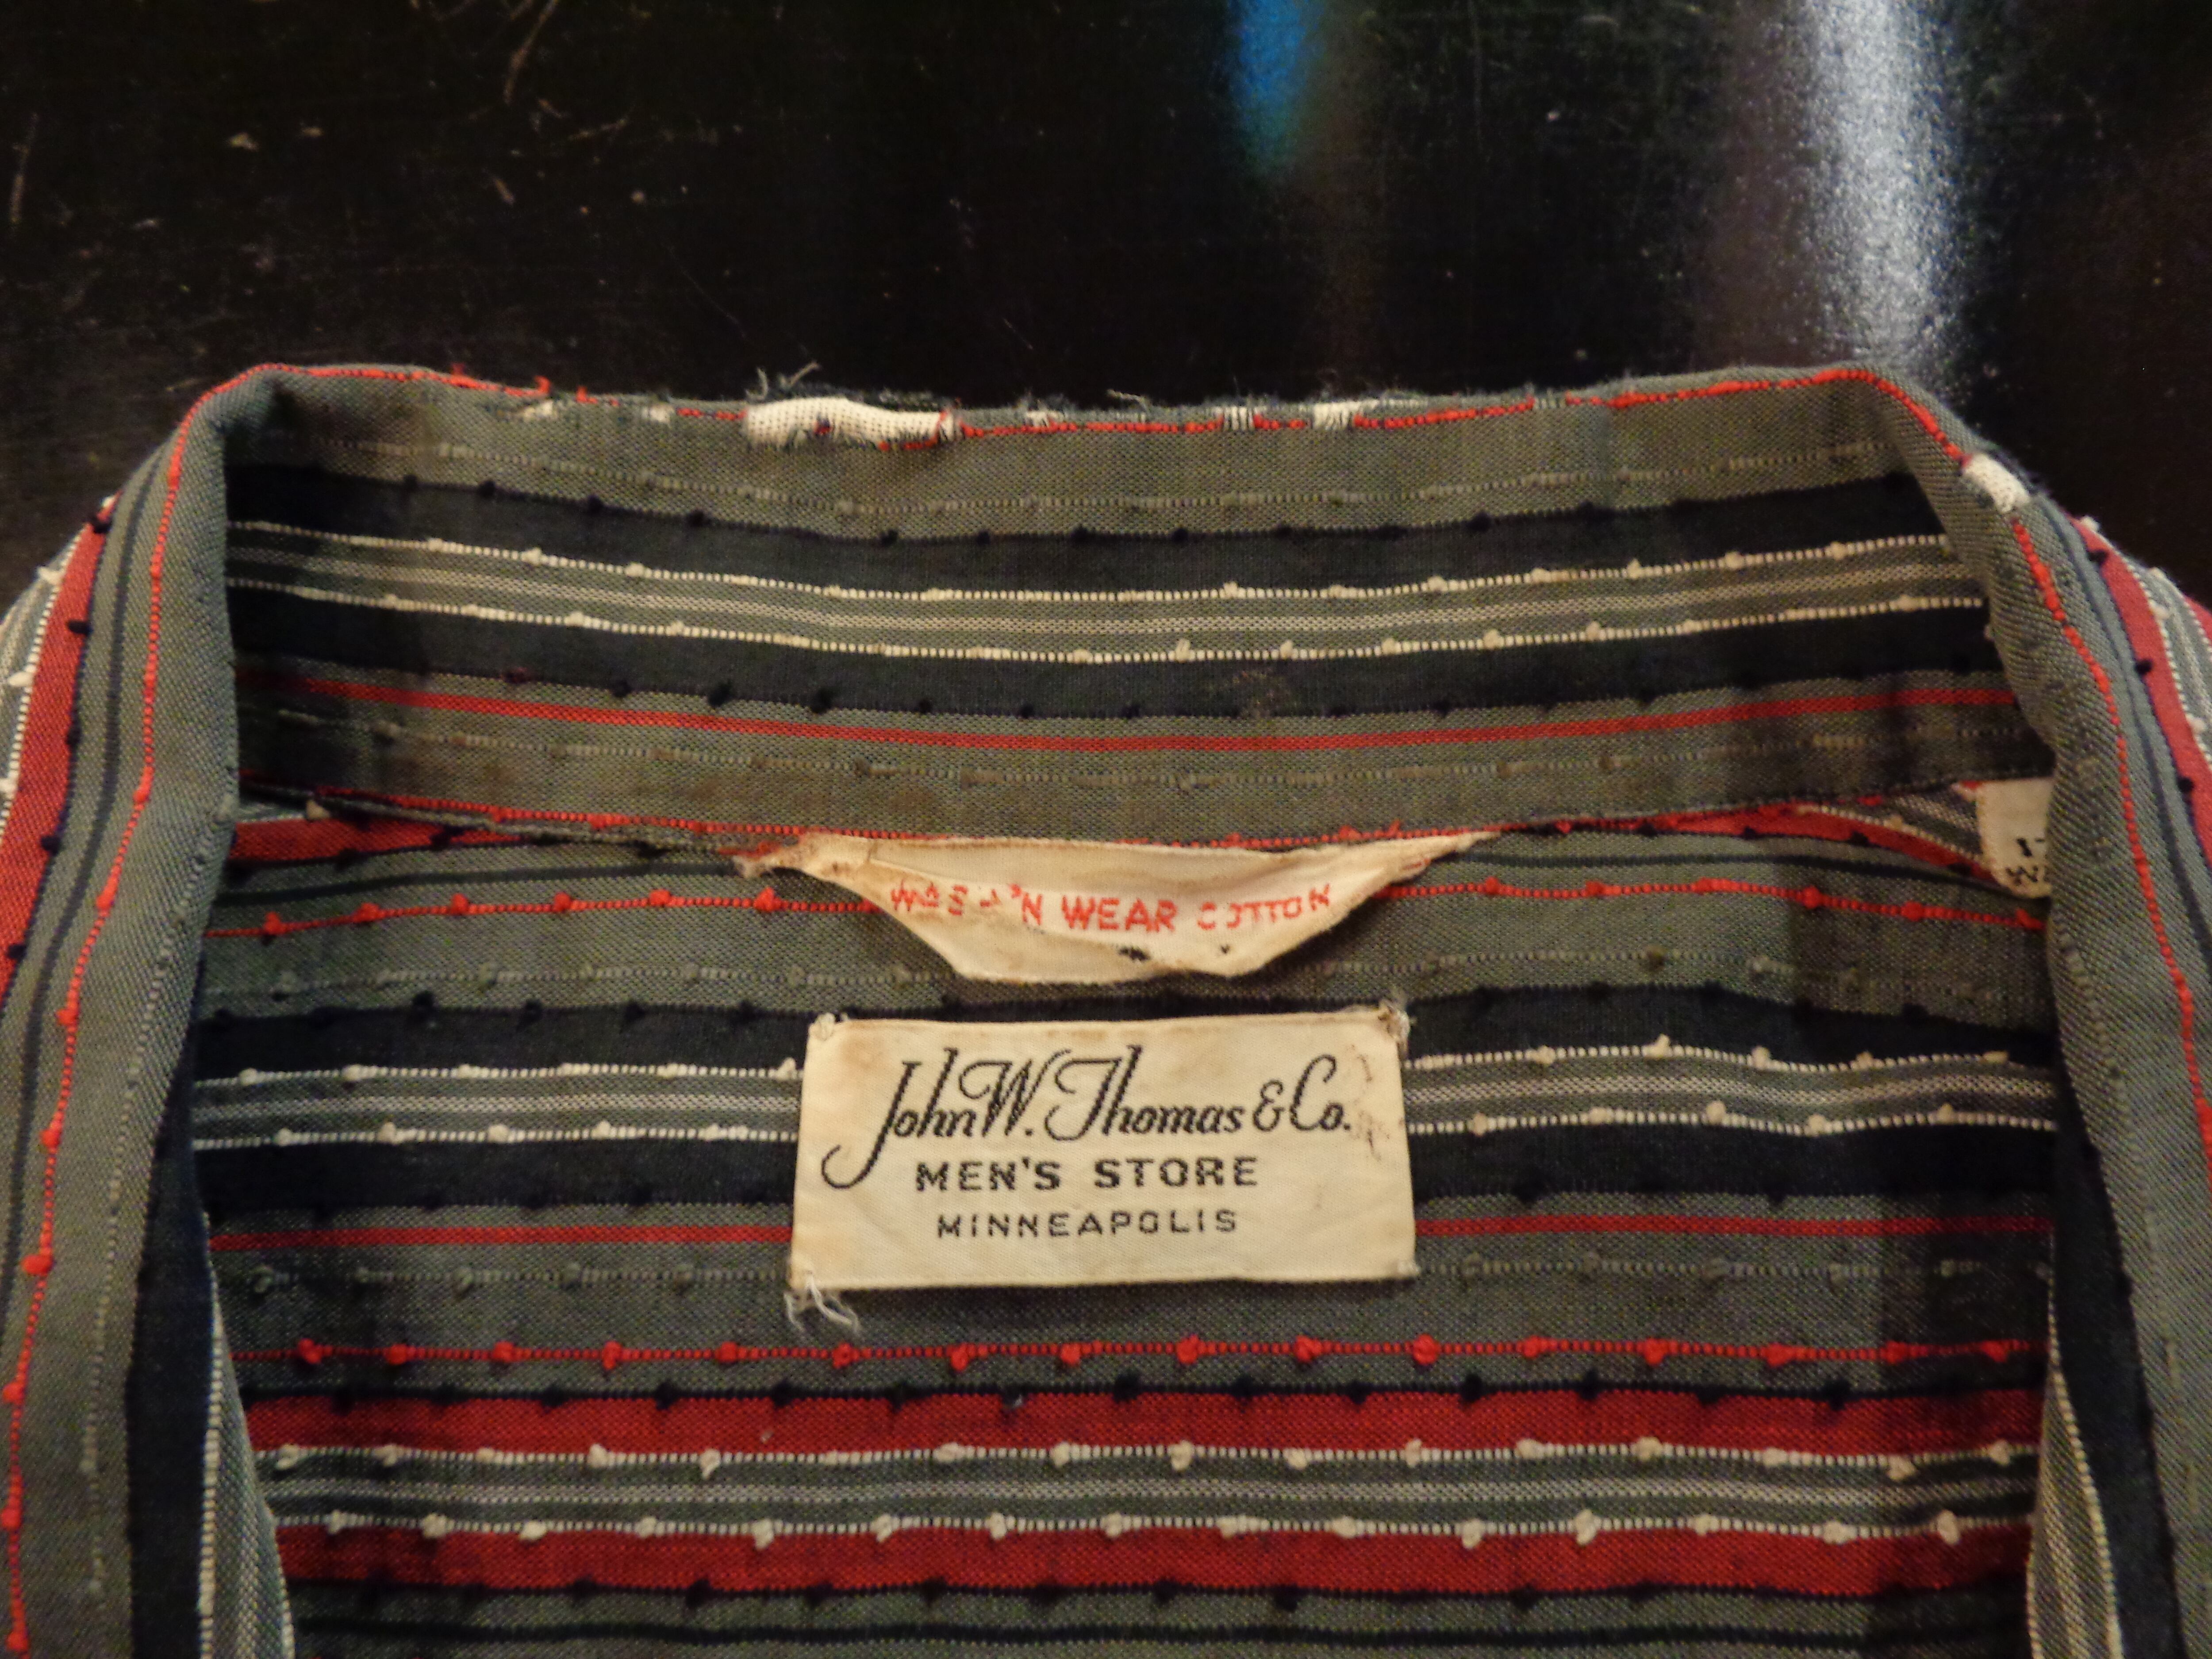 WASH 'N WEAR COTTON
John W. Thomas & Co.
MEN'S STORE
MINNEAPOLIS